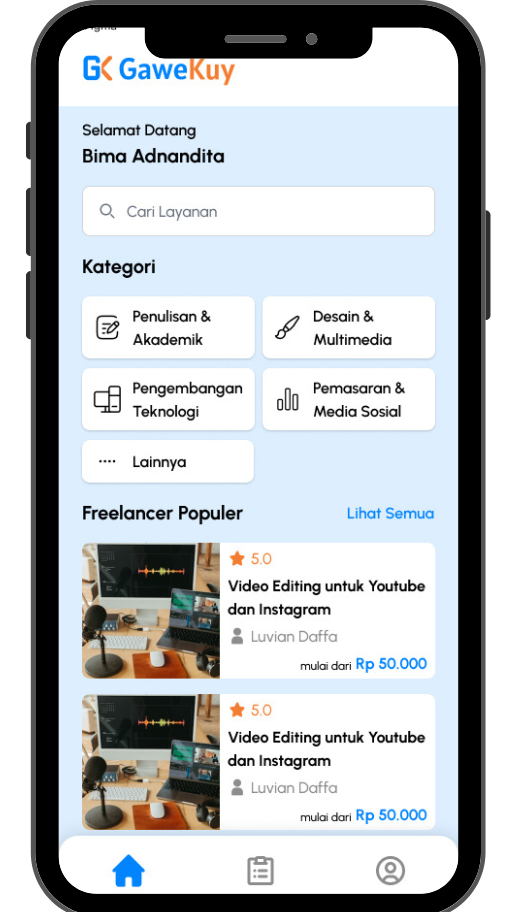 GK GaweKuy
Selamat Datang
Bima Adnandita
Cari Layanan
Kategori
Penulisan &
Akademik
Desain &
Multimedia
Pengembangan
Teknologi
Pemasaran &
Media Sosial
Lainnya
Freelancer Populer
Lihat Semua
5.0
Video Editing untuk Youtube
dan Instagram
Luvian Daffa
mulai dari Rp 50.000
5.0
Video Editing untuk Youtube
dan Instagram
Luvian Daffa
mulai dari Rp 50.000